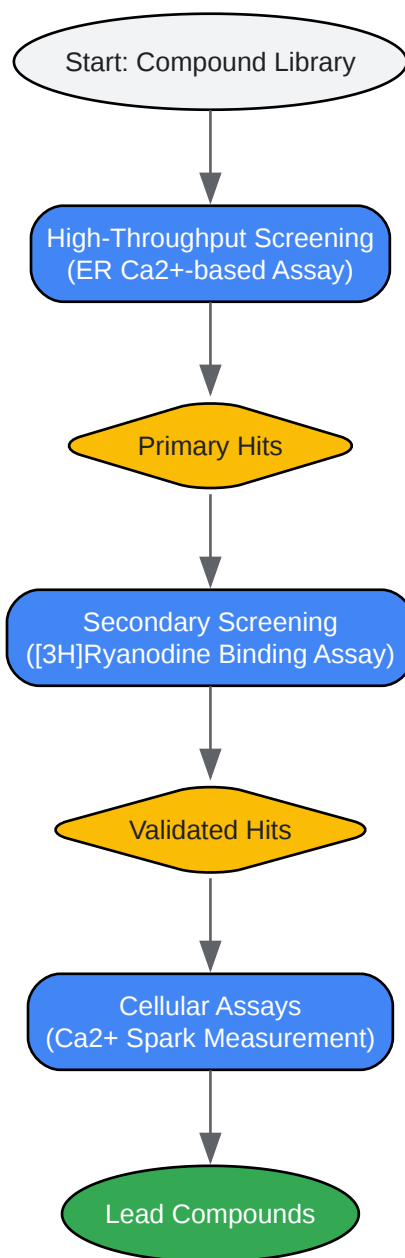 Start: Compound Library
High-Throughput Screening
(ER Ca2+-based Assay)
Primary Hits
Secondary Screening
([3H]Ryanodine Binding Assay)
Validated Hits
Cellular Assays
(Ca2+ Spark Measurement)
Lead Compounds